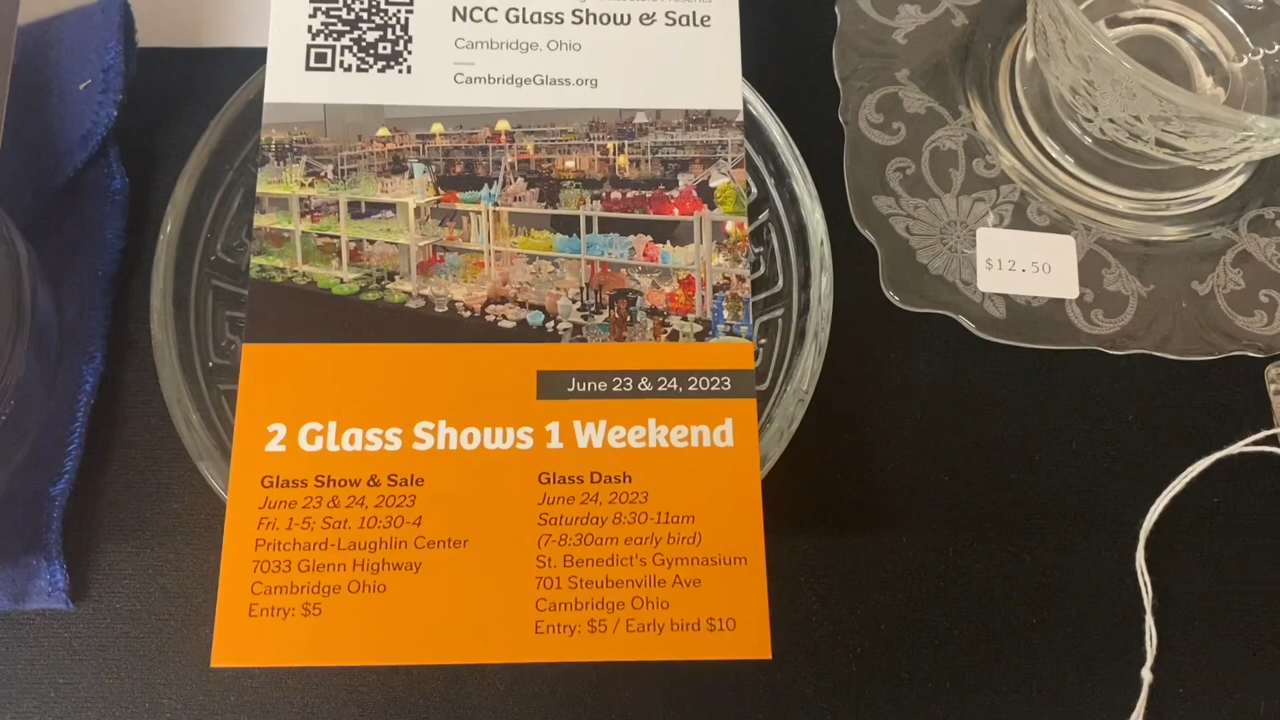 NCC Glass Show & Sale
Cambridge, Ohio
CambridgeGlass.org
$12.50
June 23 & 24, 2023
2 Glass Shows 1 Weekend
Glass Show & Sale
June 23 & 24, 2023
Fri. 1-5; Sat. 10:30-4
Pritchard-Laughlin Center
7033 Glenn Highway
Cambridge Ohio
Entry: $5
Glass Dash
June 24, 2023
Saturday 8:30-11am
(7-8:30am early bird)
St. Benedict's Gymnasium
701 Steubenville Ave
Cambridge Ohio
Entry: $5 / Early bird $10